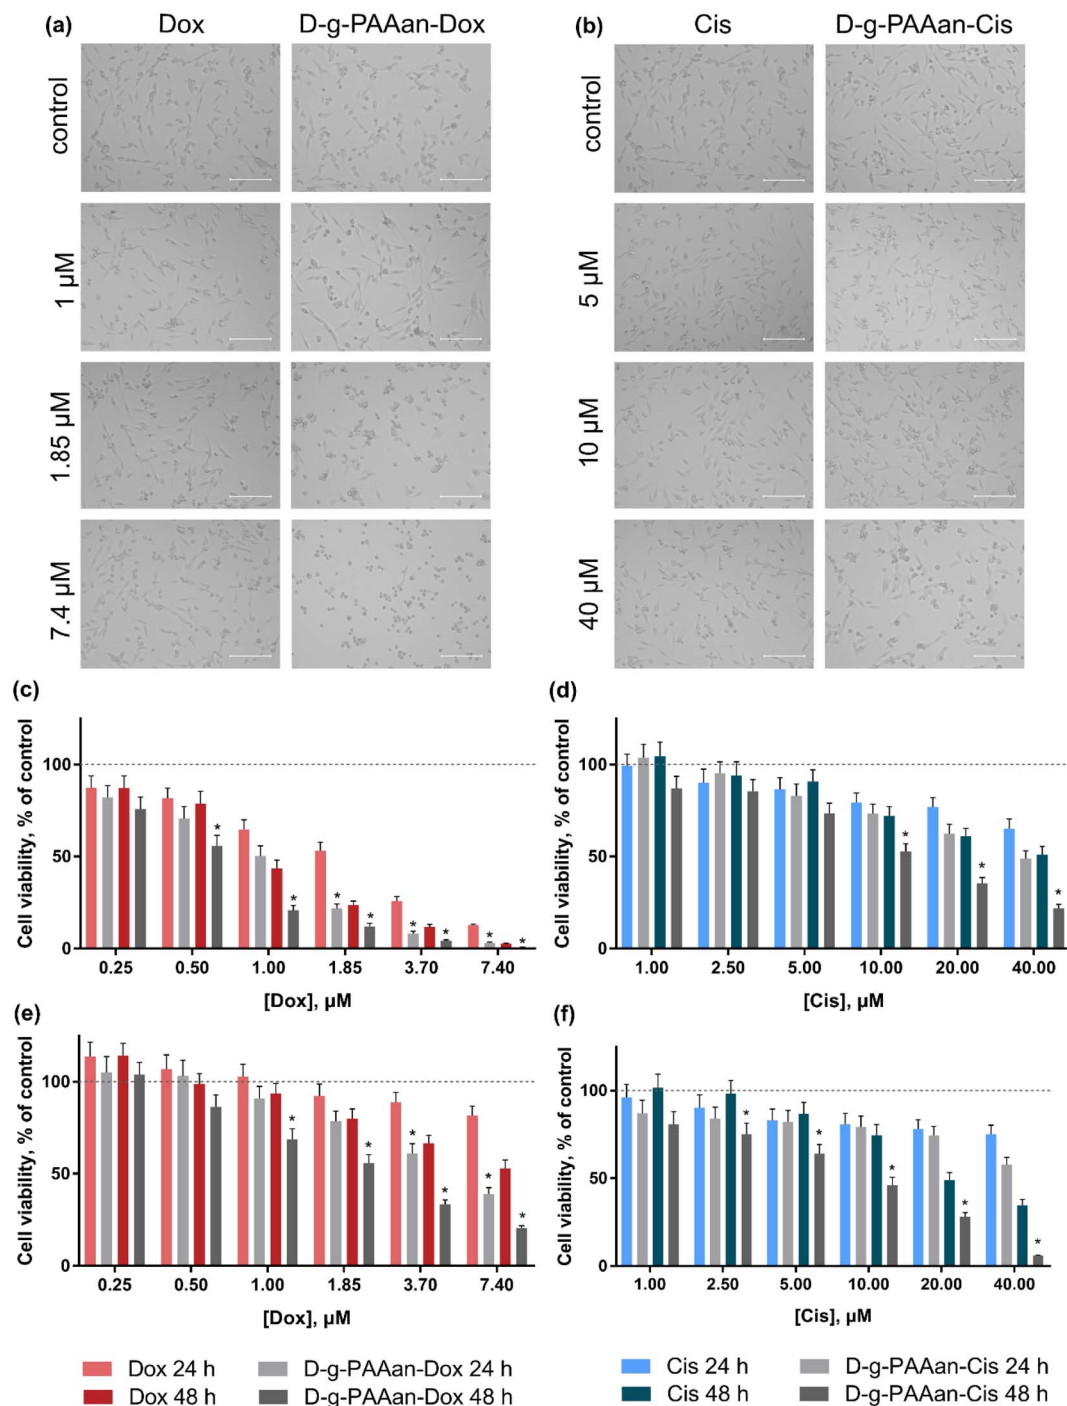 (a) Dox D-g-PAAan-Dox
(b) Cis D-g-PAAan-Cis
control
1 µM
1.85 µM
7.4 µM
control
5 µM
10 µM
40 µM
(c)
Cell viability, % of control
100
50
0
0.25 0.50 1.00 1.85 3.70 7.40
[Dox], µM
* * * * * * * *
(d)
Cell viability, % of control
100
50
0
1.00 2.50 5.00 10.00 20.00 40.00
[Cis], µM
* * *
(e)
Cell viability, % of control
100
50
0
0.25 0.50 1.00 1.85 3.70 7.40
[Dox], µM
* * * * * *
(f)
Cell viability, % of control
100
50
0
1.00 2.50 5.00 10.00 20.00 40.00
[Cis], µM
* * * * *
Dox 24 h D-g-PAAan-Dox 24 h
Dox 48 h D-g-PAAan-Dox 48 h
Cis 24 h D-g-PAAan-Cis 24 h
Cis 48 h D-g-PAAan-Cis 48 h